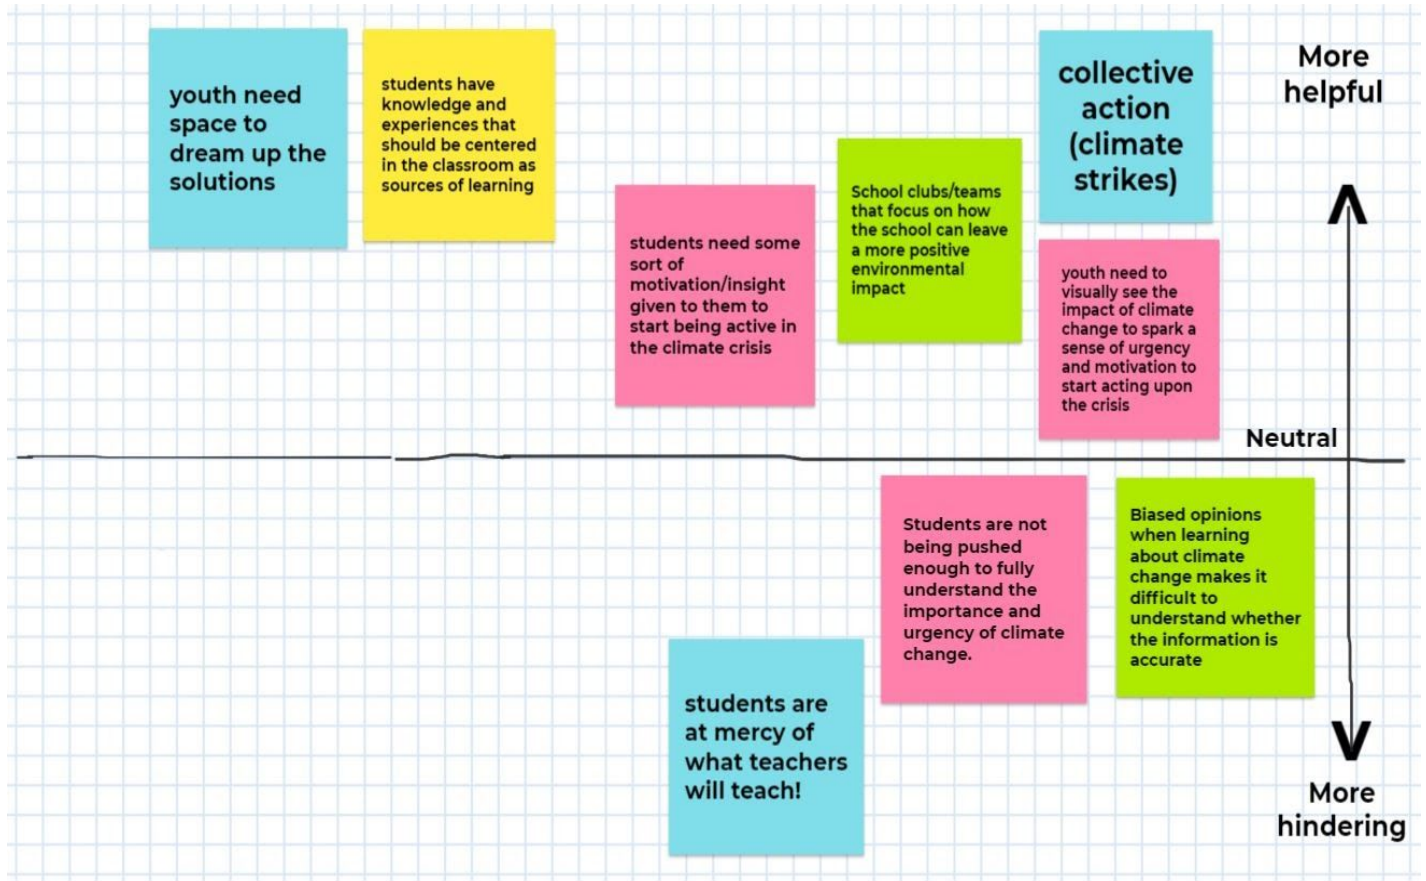 youth need
space to
dream up the
solutions
students have
knowledge and
experiences that
should be centered
in the classroom as
sources of learning
students need some
sort of
motivation/insight
given to them to
start being active in
the climate crisis
School clubs/teams
that focus on how
the school can leave
a more positive
environmental
impact
collective
action
(climate
strikes)
More
helpful
youth need to
visually see the
impact of climate
change to spark a
sense of urgency
and motivation to
start acting upon
the crisis
Neutral
Students are not
being pushed
enough to fully
understand the
importance and
urgency of climate
change.
Biased opinions
when learning
about climate
change makes it
difficult to
understand whether
the information is
accurate
students are
at mercy of
what teachers
will teach!
More
hindering